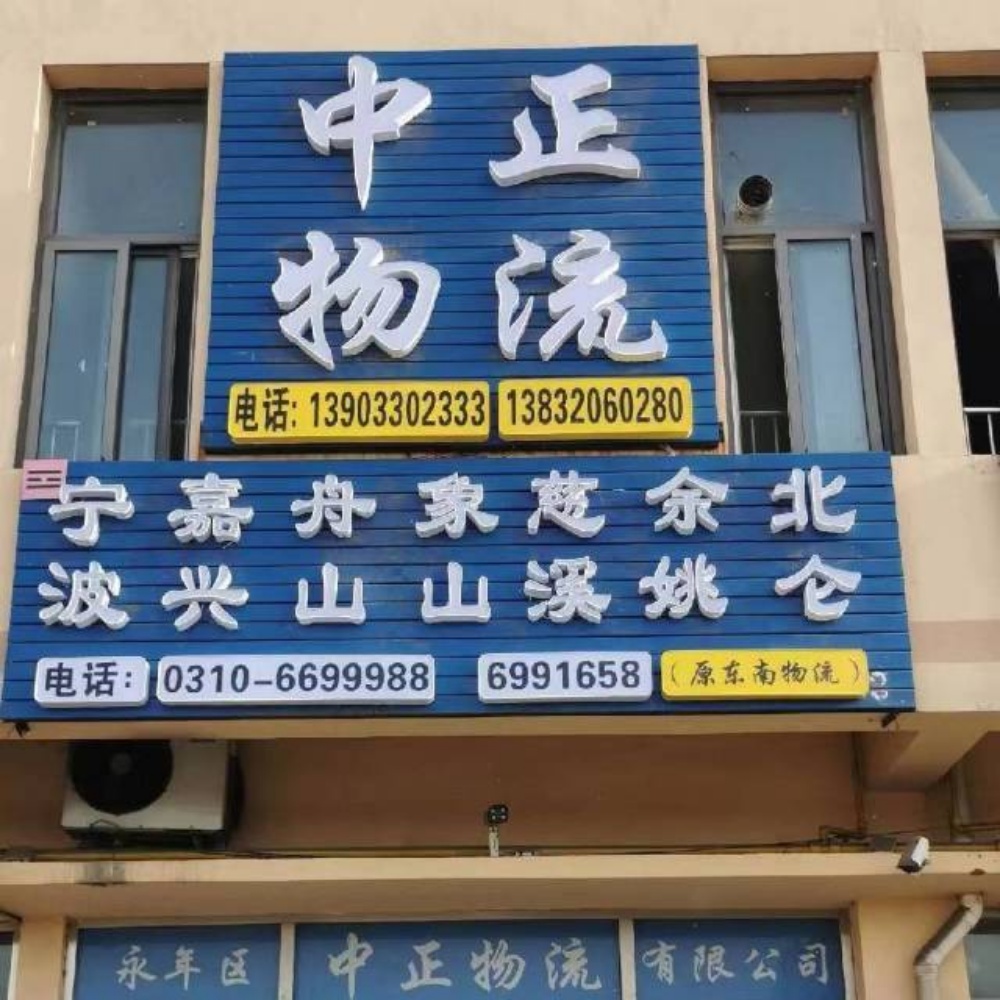 中正
物流
电话: 13903302333 13832060280
宁嘉舟象慈余北
波兴山山溪姚仑
电话: 0310-6699988 6991658 (原东南物流)
永年区 中正物流 有限公司